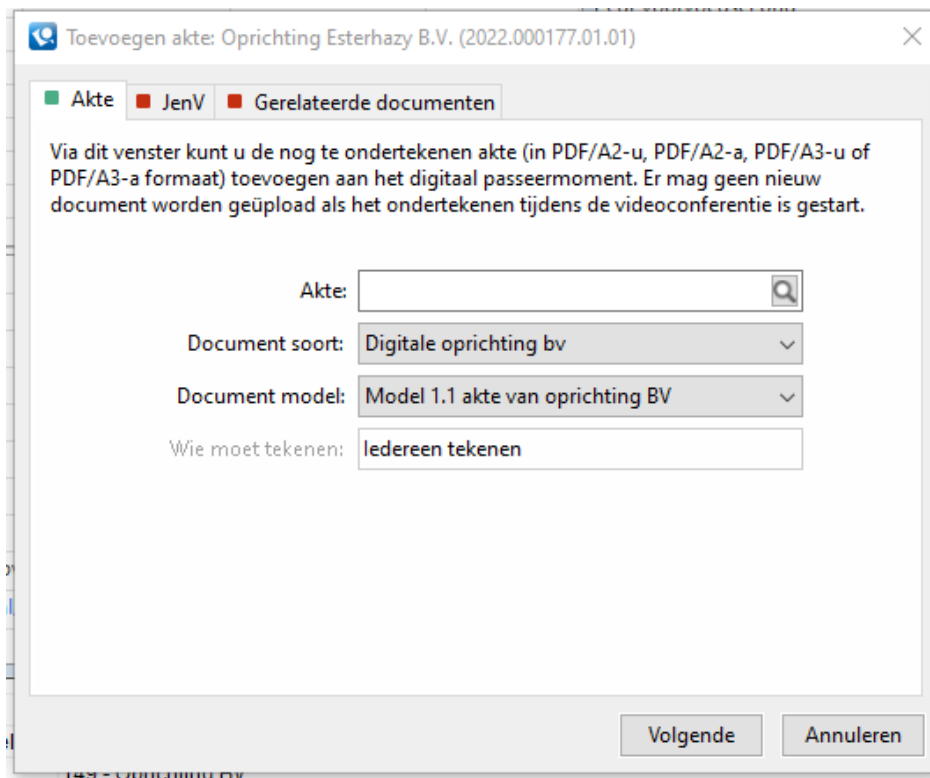 Toevoegen akte: Oprichting Esterhazy B.V. (2022.000177.01.01)
Akte
JenV
Gerelateerde documenten
Via dit venster kunt u de nog te ondertekenen akte (in PDF/A2-u, PDF/A2-a, PDF/A3-u of
PDF/A3-a formaat) toevoegen aan het digitaal passeermoment. Er mag geen nieuw
document worden geüpload als het ondertekenen tijdens de videoconferentie is gestart.
Akte:
Document soort: Digitale oprichting bv
Document model: Model 1.1 akte van oprichting BV
Wie moet tekenen: Iedereen tekenen
Volgende
Annuleren
149 - Oprichting BV